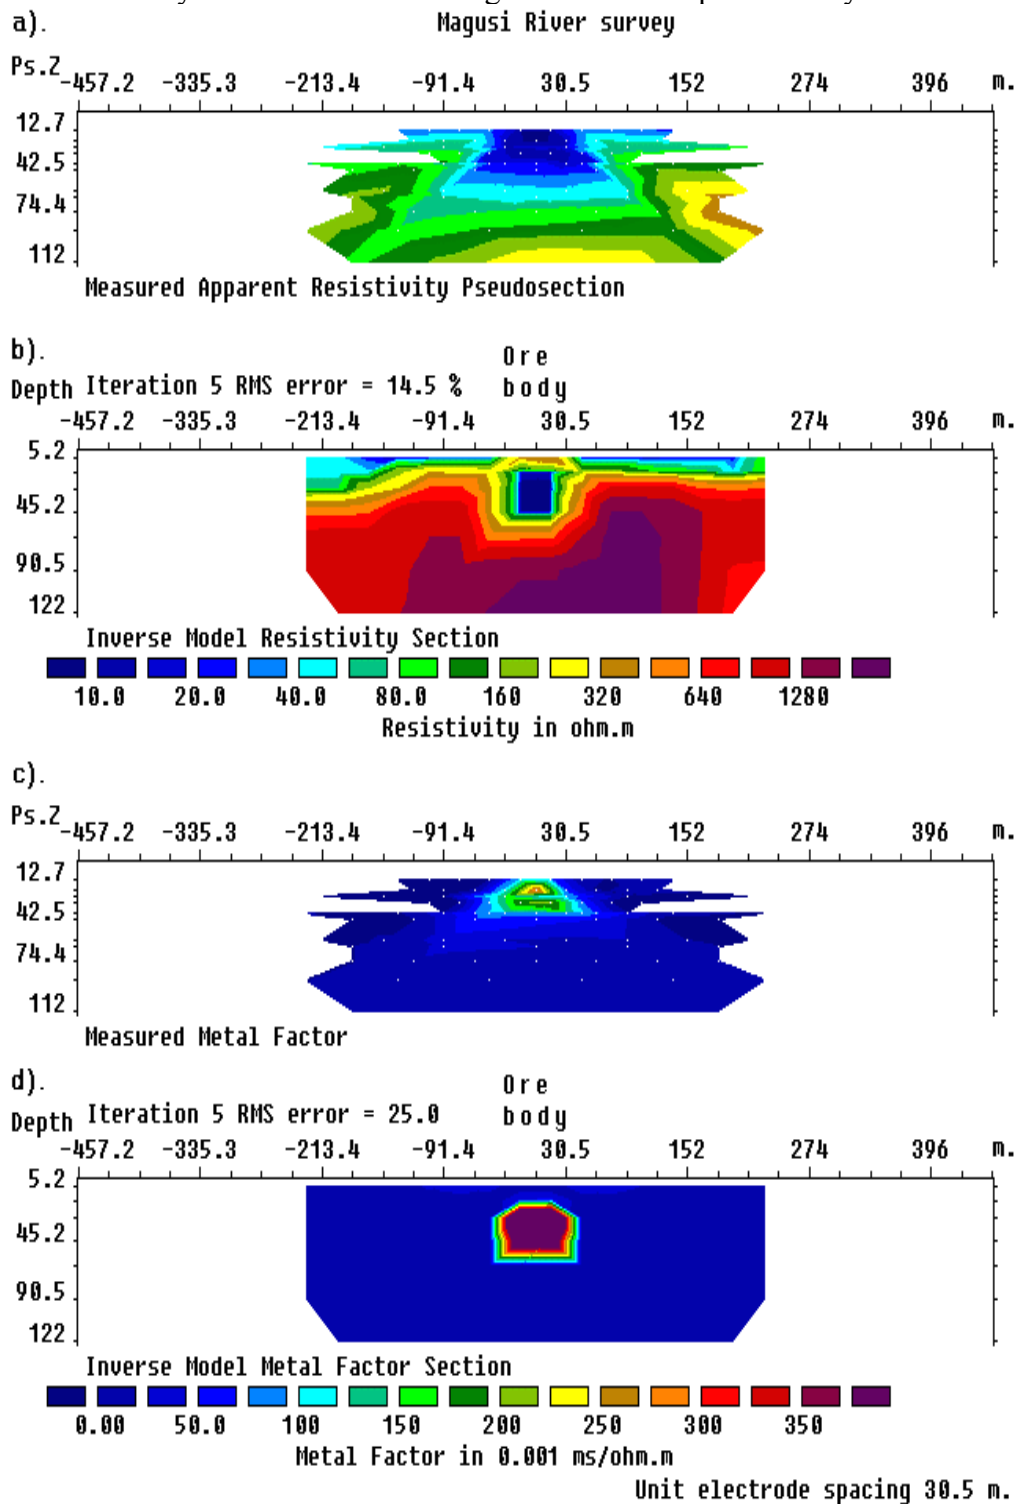 a).
Magusi River survey
Ps.Z
-457.2 -335.3 -213.4 -91.4 30.5 152 274 396 m.
12.7
42.5
74.4
112
Measured Apparent Resistivity Pseudosection
b).
Ore
Depth Iteration 5 RMS error = 14.5 % body
-457.2 -335.3 -213.4 -91.4 30.5 152 274 396 m.
5.2
45.2
90.5
122
Inverse Model Resistivity Section
10.0 20.0 40.0 80.0 160 320 640 1280
Resistivity in ohm.m
c).
Ps.Z
-457.2 -335.3 -213.4 -91.4 30.5 152 274 396 m.
12.7
42.5
74.4
112
Measured Metal Factor
d).
Ore
Depth Iteration 5 RMS error = 25.0 body
-457.2 -335.3 -213.4 -91.4 30.5 152 274 396 m.
5.2
45.2
90.5
122
Inverse Model Metal Factor Section
0.00 50.0 100 150 200 250 300 350
Metal Factor in 0.001 ms/ohm.m
Unit electrode spacing 30.5 m.